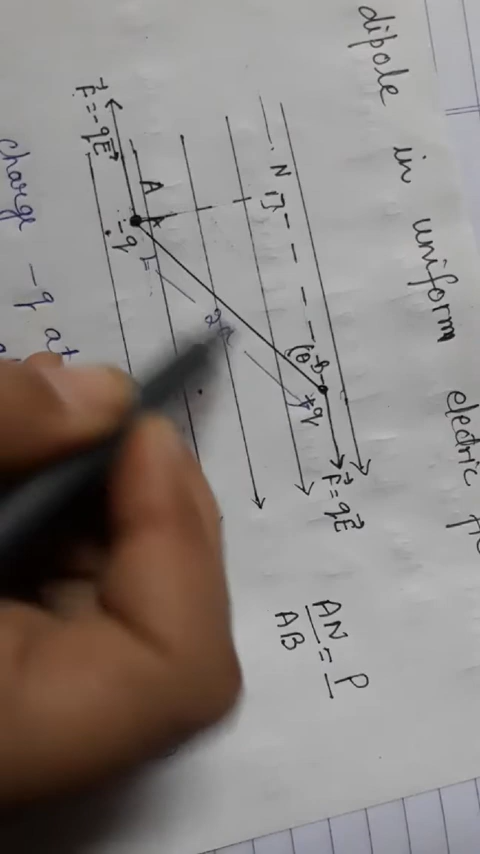 dipole in uniform electric
N
A
-q
2a
θ
B
+q
F⃗=-qE⃗
F⃗=qE⃗
AN = P
AB
charge -q at